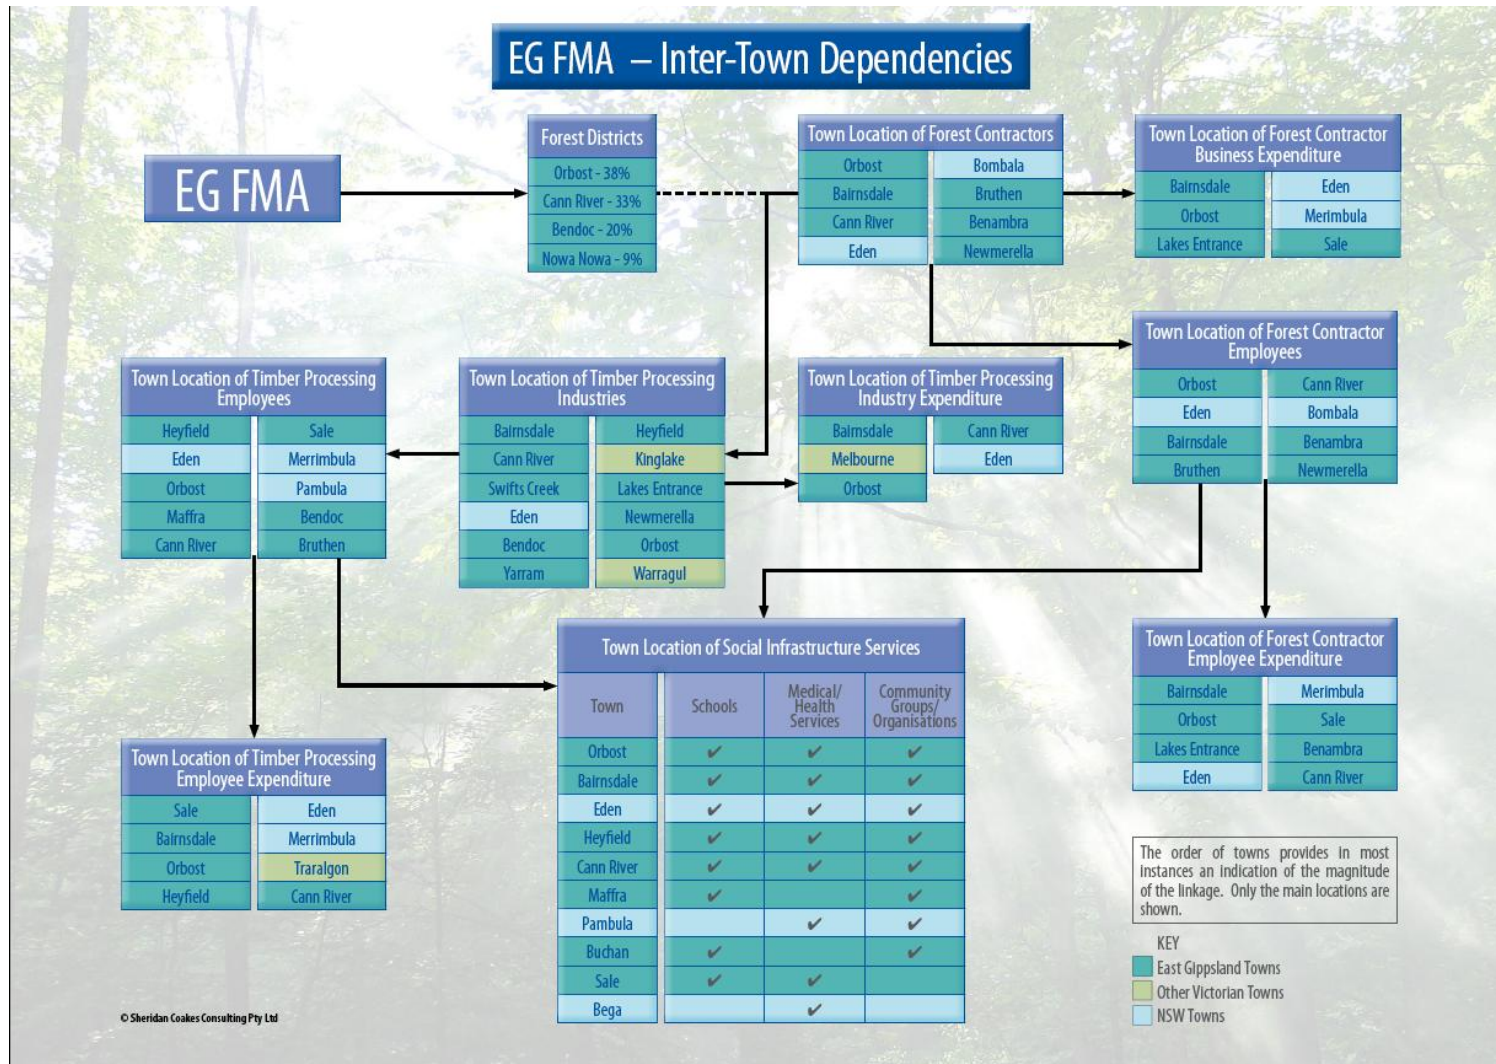 EG FMA – Inter-Town Dependencies
EG FMA
Forest Districts
Orbost - 38%
Cann River - 33%
Bendoc - 20%
Nowa Nowa - 9%
Town Location of Forest Contractors
Orbost
Bairnsdale
Cann River
Eden
Bombala
Bruthen
Benambra
Newmerella
Town Location of Forest Contractor
Business Expenditure
Bairnsdale
Orbost
Lakes Entrance
Eden
Merimbula
Sale
Town Location of Forest Contractor
Employees
Orbost
Eden
Bairnsdale
Bruthen
Cann River
Bombala
Benambra
Newmerella
Town Location of Timber Processing
Employees
Heyfield
Eden
Orbost
Maffra
Cann River
Sale
Merrimbula
Pambula
Bendoc
Bruthen
Town Location of Timber Processing
Industries
Bairnsdale
Cann River
Swifts Creek
Eden
Bendoc
Yarram
Heyfield
Kinglake
Lakes Entrance
Newmerella
Orbost
Warragul
Town Location of Timber Processing
Industry Expenditure
Bairnsdale
Melbourne
Orbost
Cann River
Eden
Town Location of Social Infrastructure Services
Town
Schools
Medical/
Health
Services
Community
Groups/
Organisations
Orbost ✔ ✔ ✔
Bairnsdale ✔ ✔ ✔
Eden ✔ ✔ ✔
Heyfield ✔ ✔ ✔
Cann River ✔ ✔ ✔
Maffra ✔ ✔
Pambula ✔ ✔
Buchan ✔ ✔
Sale ✔ ✔
Bega ✔
Town Location of Forest Contractor
Employee Expenditure
Bairnsdale
Orbost
Lakes Entrance
Eden
Merimbula
Sale
Benambra
Cann River
Town Location of Timber Processing
Employee Expenditure
Sale
Bairnsdale
Orbost
Heyfield
Eden
Merrimbula
Traralgon
Cann River
The order of towns provides in most
instances an indication of the magnitude
of the linkage. Only the main locations are
shown.
KEY
East Gippsland Towns
Other Victorian Towns
NSW Towns
© Sheridan Coakes Consulting Pty Ltd